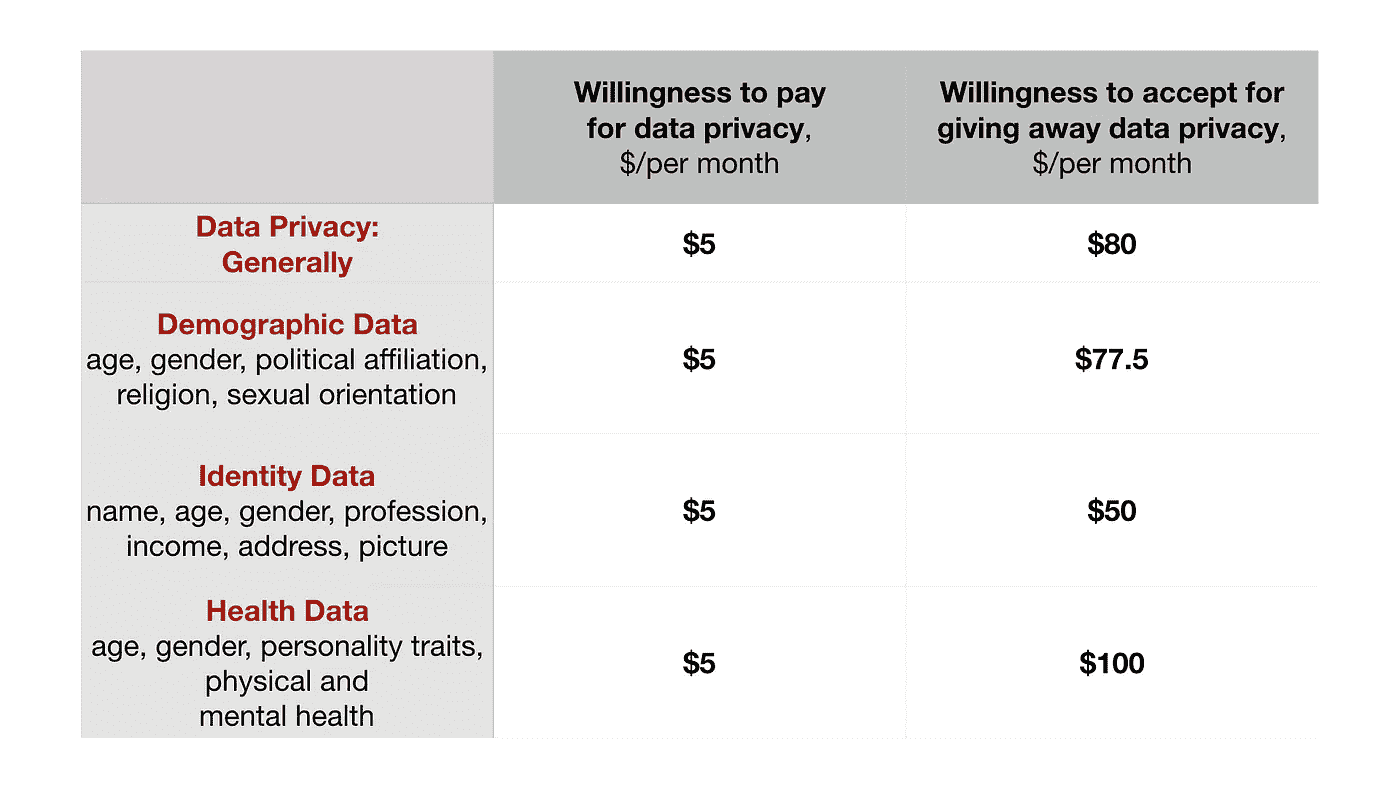 Willingness to pay
for data privacy,
$/per month
Willingness to accept for
giving away data privacy,
$/per month
Data Privacy:
Generally
$5
$80
Demographic Data
age, gender, political affiliation,
religion, sexual orientation
$5
$77.5
Identity Data
name, age, gender, profession,
income, address, picture
$5
$50
Health Data
age, gender, personality traits,
physical and
mental health
$5
$100